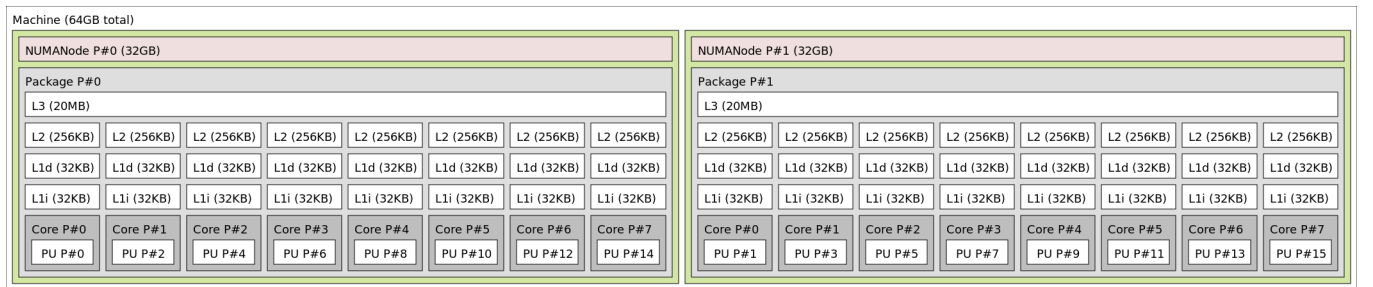 Machine (64GB total)
NUMANode P#0 (32GB)
Package P#0
L3 (20MB)
L2 (256KB) L2 (256KB) L2 (256KB) L2 (256KB) L2 (256KB) L2 (256KB) L2 (256KB) L2 (256KB)
L1d (32KB) L1d (32KB) L1d (32KB) L1d (32KB) L1d (32KB) L1d (32KB) L1d (32KB) L1d (32KB)
L1i (32KB) L1i (32KB) L1i (32KB) L1i (32KB) L1i (32KB) L1i (32KB) L1i (32KB) L1i (32KB)
Core P#0 Core P#1 Core P#2 Core P#3 Core P#4 Core P#5 Core P#6 Core P#7
PU P#0 PU P#2 PU P#4 PU P#6 PU P#8 PU P#10 PU P#12 PU P#14
NUMANode P#1 (32GB)
Package P#1
L3 (20MB)
L2 (256KB) L2 (256KB) L2 (256KB) L2 (256KB) L2 (256KB) L2 (256KB) L2 (256KB) L2 (256KB)
L1d (32KB) L1d (32KB) L1d (32KB) L1d (32KB) L1d (32KB) L1d (32KB) L1d (32KB) L1d (32KB)
L1i (32KB) L1i (32KB) L1i (32KB) L1i (32KB) L1i (32KB) L1i (32KB) L1i (32KB) L1i (32KB)
Core P#0 Core P#1 Core P#2 Core P#3 Core P#4 Core P#5 Core P#6 Core P#7
PU P#1 PU P#3 PU P#5 PU P#7 PU P#9 PU P#11 PU P#13 PU P#15